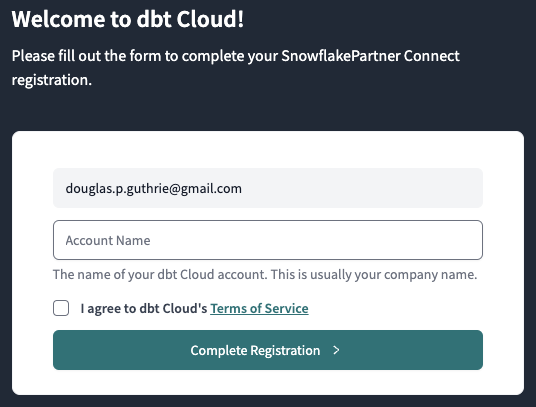 Welcome to dbt Cloud!
Please fill out the form to complete your SnowflakePartner Connect
registration.
douglas.p.guthrie@gmail.com
Account Name
The name of your dbt Cloud account. This is usually your company name.
I agree to dbt Cloud's Terms of Service
Complete Registration